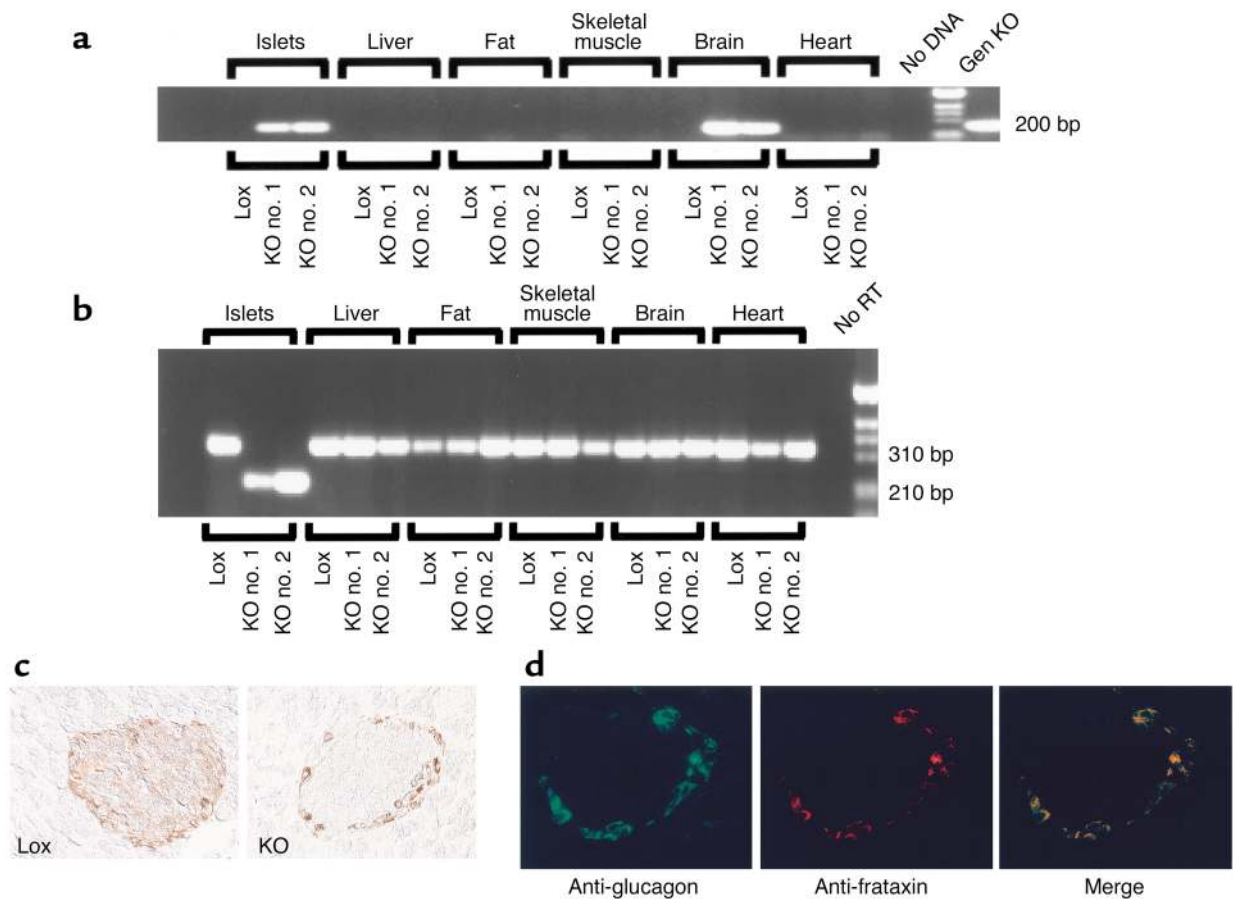 a
Islets Liver Fat Skeletal muscle Brain Heart No DNA Gen KO
200 bp
Lox KO no. 1 KO no. 2 Lox KO no. 1 KO no. 2 Lox KO no. 1 KO no. 2 Lox KO no. 1 KO no. 2 Lox KO no. 1 KO no. 2 Lox KO no. 1 KO no. 2
b
Islets Liver Fat Skeletal muscle Brain Heart No RT
310 bp
210 bp
Lox KO no. 1 KO no. 2 Lox KO no. 1 KO no. 2 Lox KO no. 1 KO no. 2 Lox KO no. 1 KO no. 2 Lox KO no. 1 KO no. 2 Lox KO no. 1 KO no. 2
c
Lox KO
d
Anti-glucagon Anti-frataxin Merge